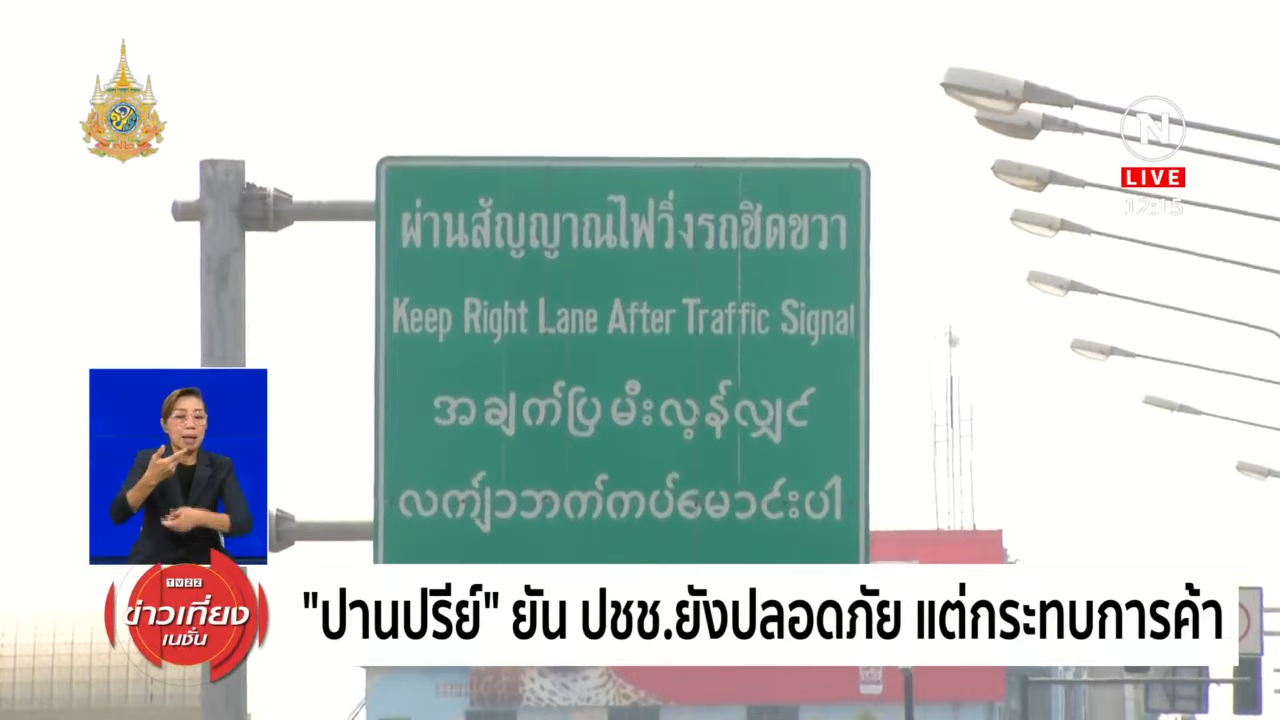 N
LIVE
12:15
ผ่านสัญญาณไฟวิ่งรถชิดขวา
Keep Right Lane After Traffic Signal
အချက်ပြမီးလွန်လျှင်
လက်ျာဘက်ကပ်မောင်းပါ
TV22
ข่าวเที่ยง
เนชั่น
"ปานปรีย์" ยัน ปชช.ยังปลอดภัย แต่กระทบการค้า